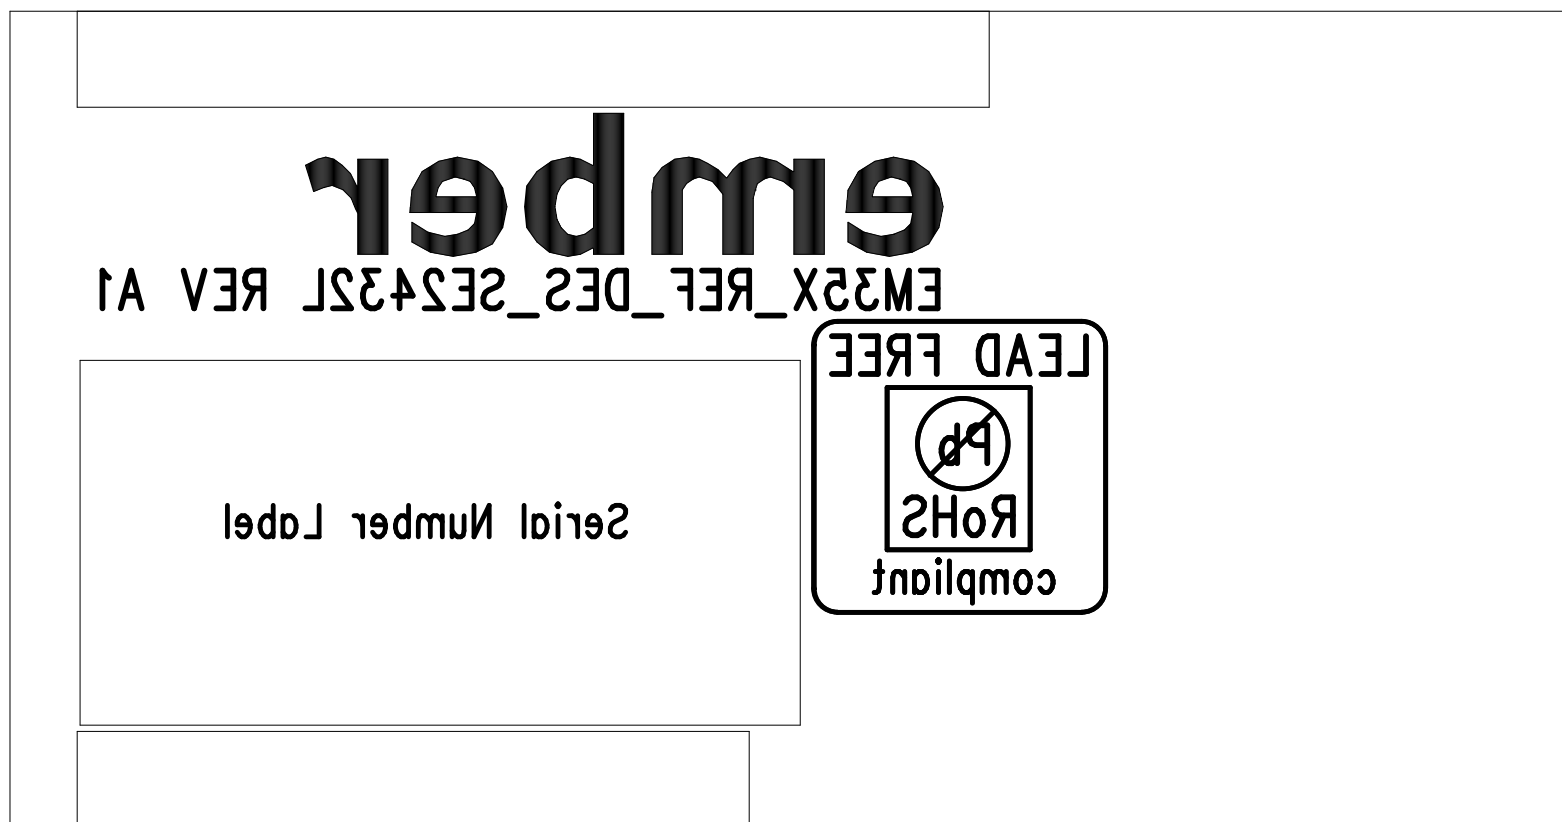 ember
EM35X_REF_DES_SE2432L REV A1
LEAD FREE
Pb
RoHS
compliant
Serial Number Label